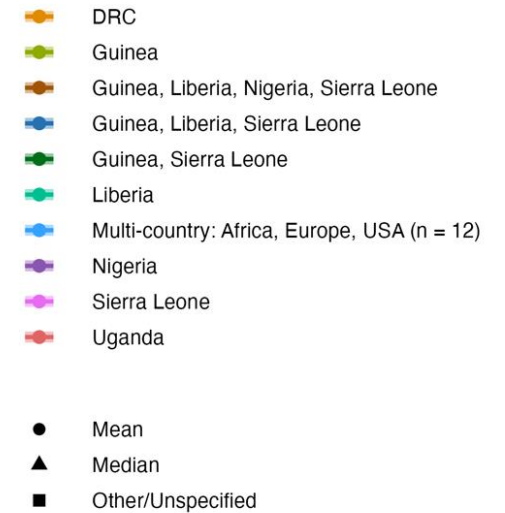 DRC
Guinea
Guinea, Liberia, Nigeria, Sierra Leone
Guinea, Liberia, Sierra Leone
Guinea, Sierra Leone
Liberia
Multi-country: Africa, Europe, USA (n = 12)
Nigeria
Sierra Leone
Uganda
Mean
Median
Other/Unspecified